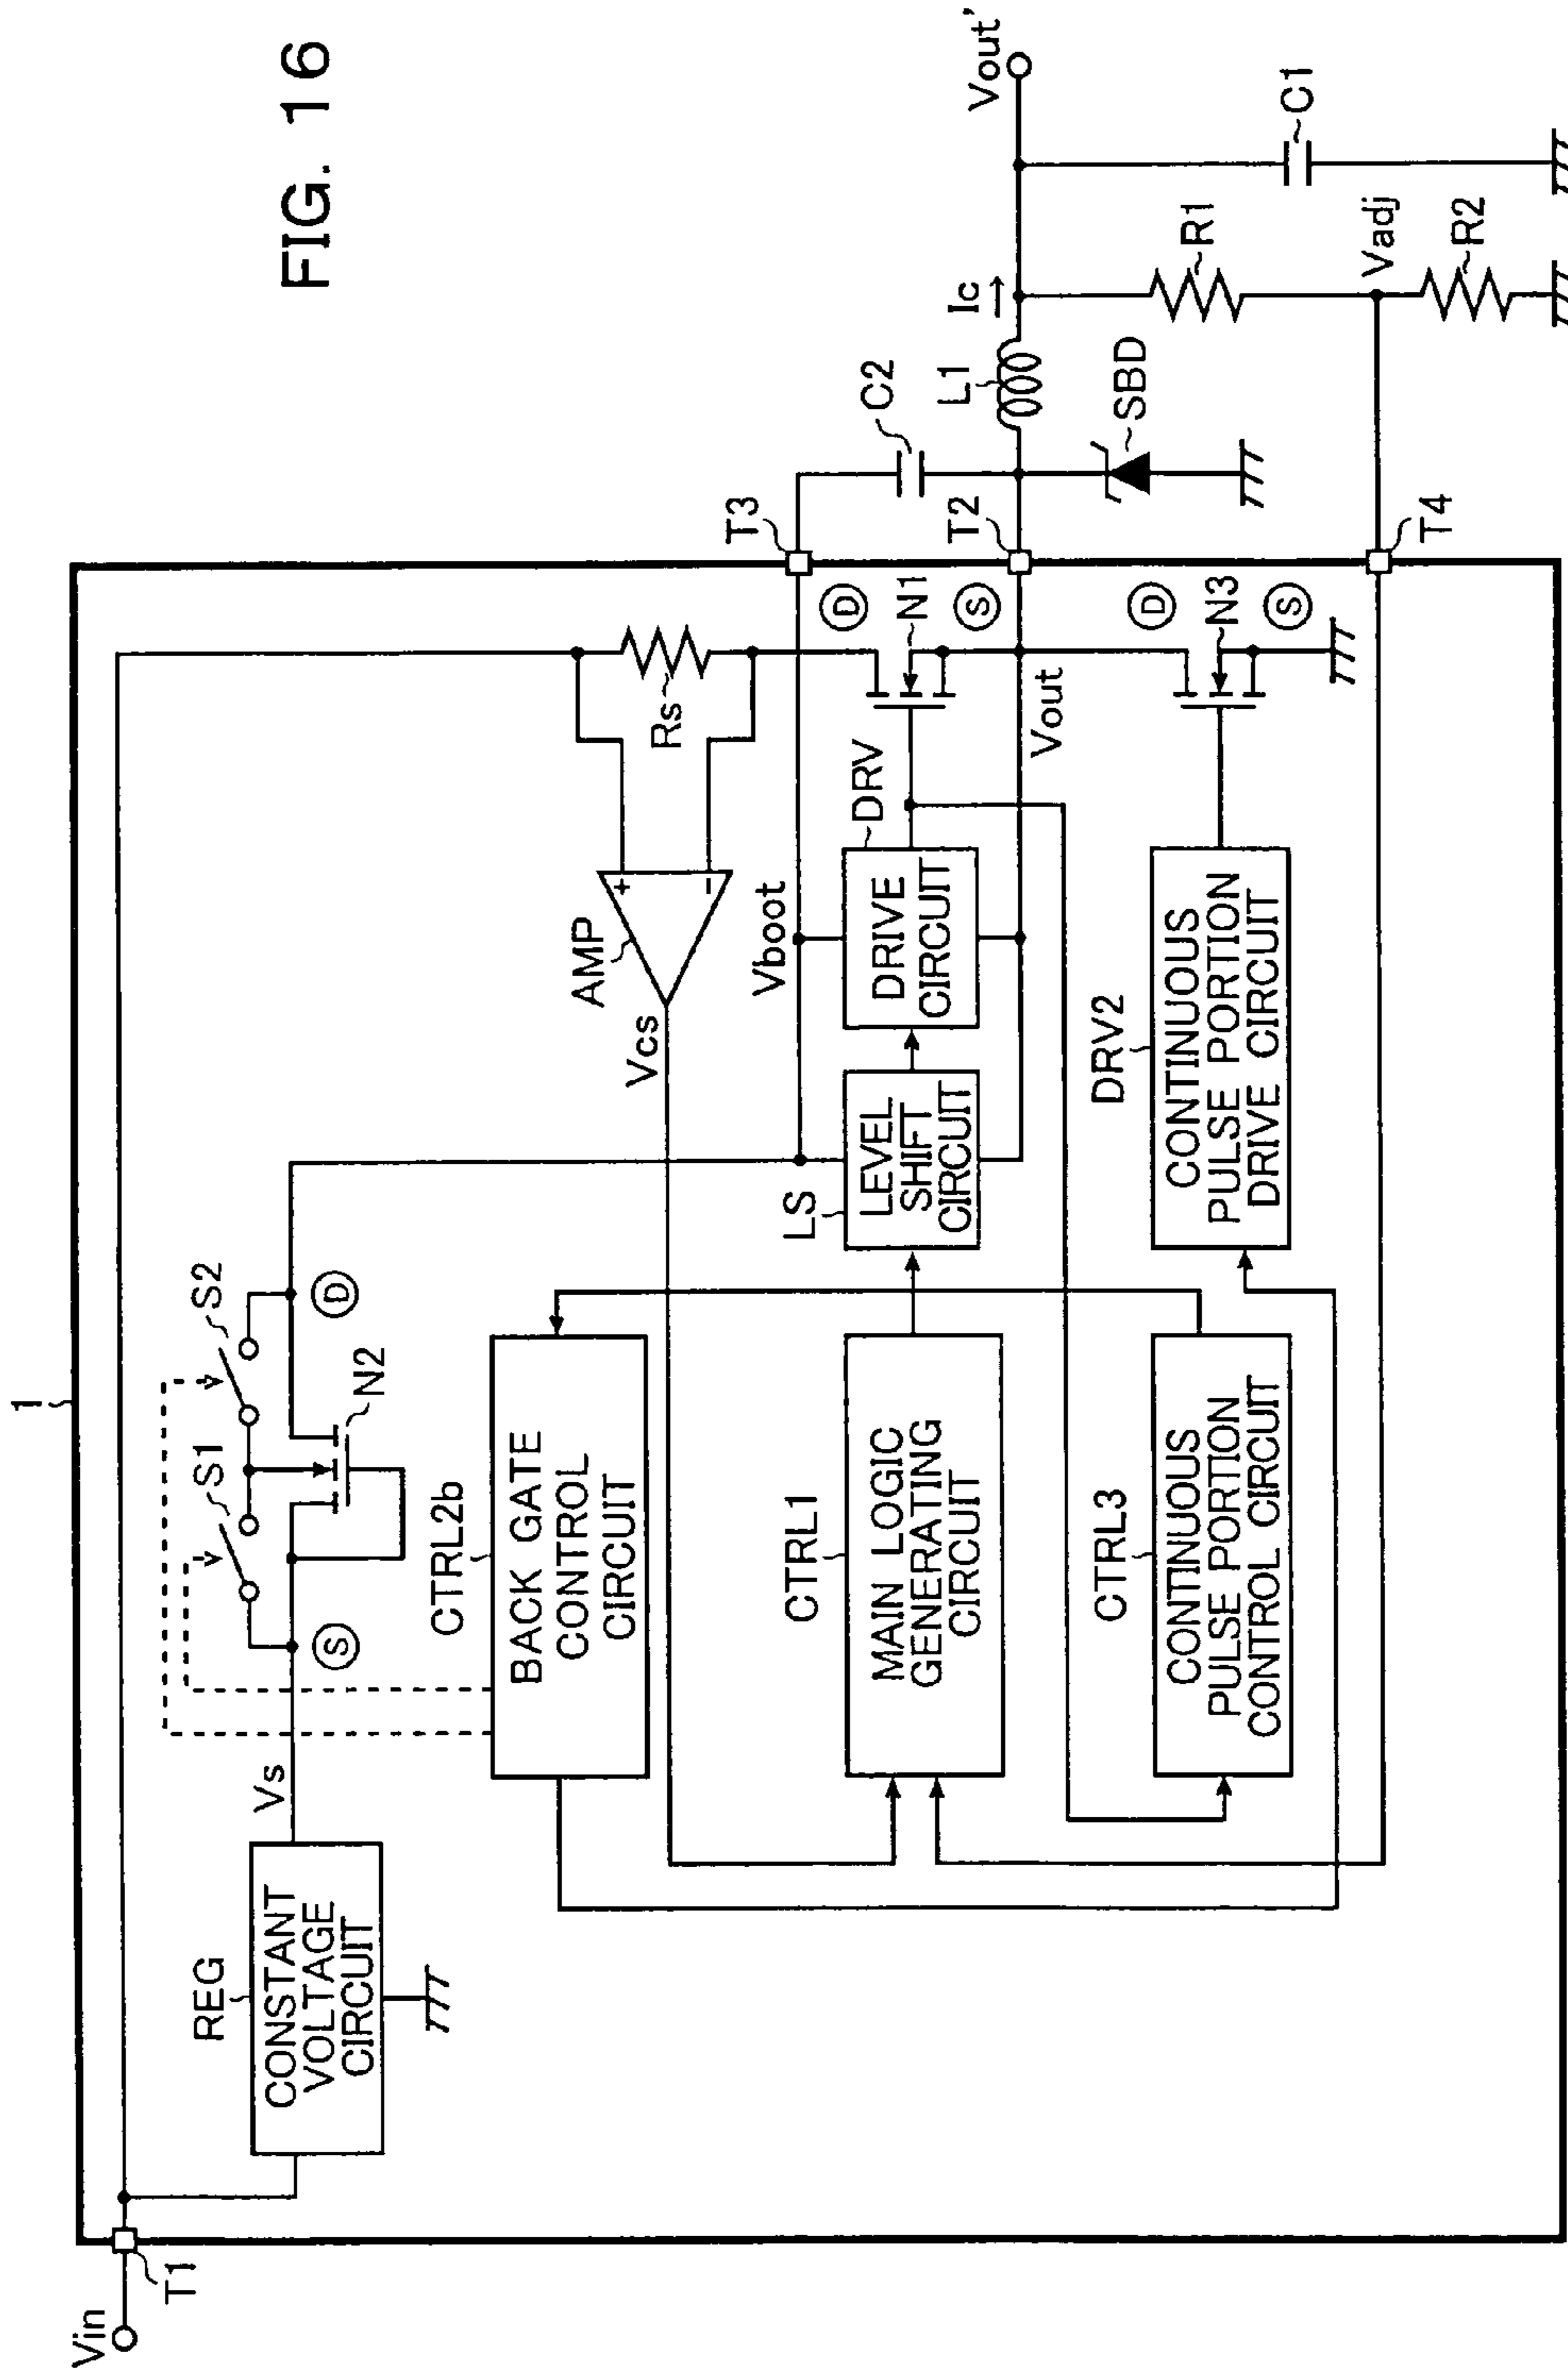 FIG. 16
1
Vin
T1
REG
CONSTANT
VOLTAGE
CIRCUIT
Vs
S
S1
S2
N2
D
CTRL2b
BACK GATE
CONTROL
CIRCUIT
Vcs
AMP
+
-
Rs
Vboot
T3
C2
D
N1
S
LS
LEVEL
SHIFT
CIRCUIT
DRV
DRIVE
CIRCUIT
CTRL1
MAIN LOGIC
GENERATING
CIRCUIT
Vout
T2
L1
Ic
Vout'
SBD
D
N3
S
CTRL3
CONTINUOUS
PULSE PORTION
CONTROL CIRCUIT
DRV2
CONTINUOUS
PULSE PORTION
DRIVE CIRCUIT
T4
R1
C1
Vadj
R2